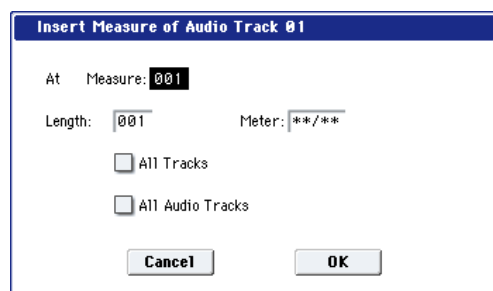 Insert Measure of Audio Track 01
At Measure: 001
Length: 001 Meter: **/**
All Tracks
All Audio Tracks
Cancel OK